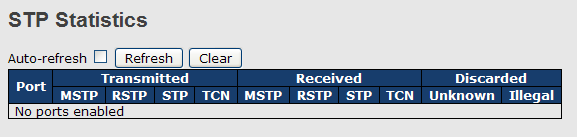 STP Statistics
Auto-refresh Refresh Clear
Port Transmitted Received Discarded
MSTP RSTP STP TCN MSTP RSTP STP TCN Unknown Illegal
No ports enabled